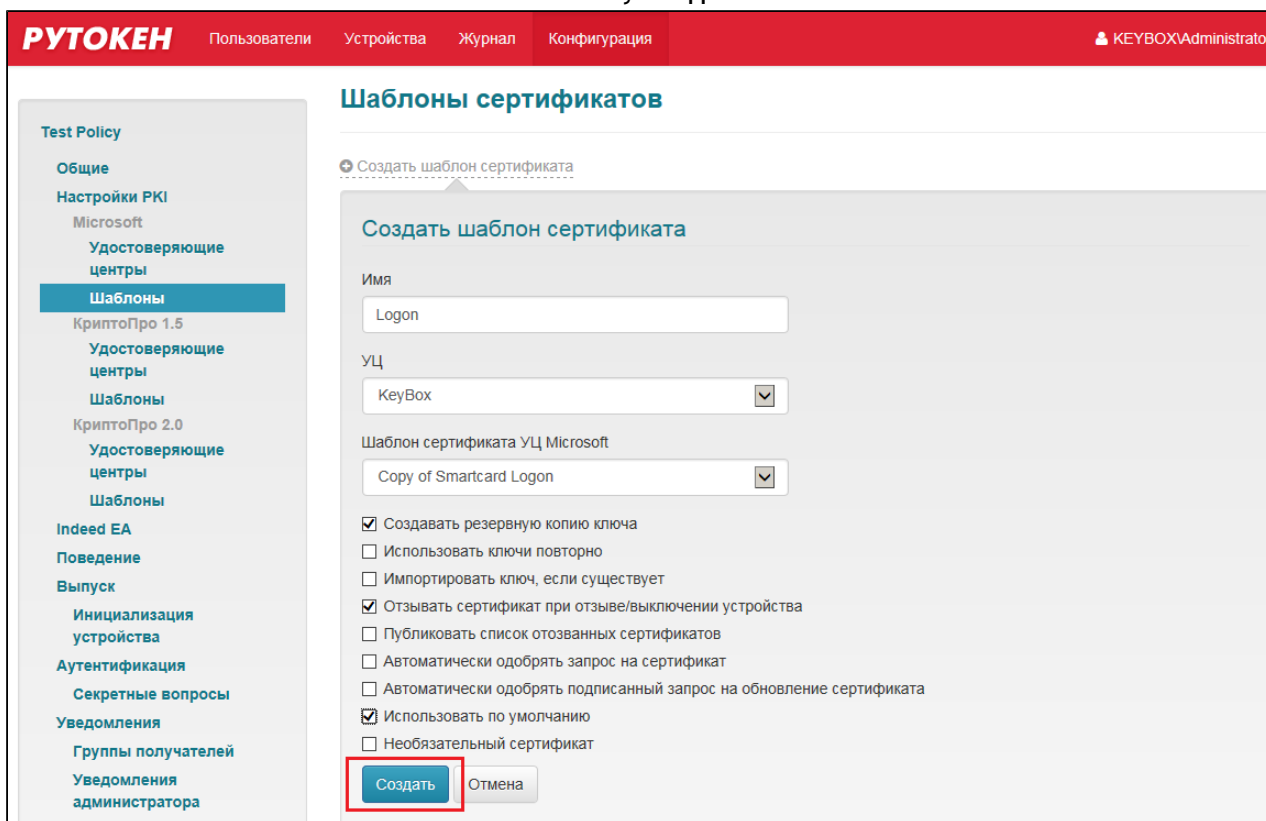 РУТОКЕН Пользователи Устройства Журнал Конфигурация KEYBOX\Administrato
Шаблоны сертификатов
Test Policy
Общие
Настройки PKI
Microsoft
Удостоверяющие
центры
Шаблоны
КриптоПро 1.5
Удостоверяющие
центры
Шаблоны
КриптоПро 2.0
Удостоверяющие
центры
Шаблоны
Indeed EA
Поведение
Выпуск
Инициализация
устройства
Аутентификация
Секретные вопросы
Уведомления
Группы получателей
Уведомления
администратора
Создать шаблон сертификата
Создать шаблон сертификата
Имя
Logon
УЦ
KeyBox
Шаблон сертификата УЦ Microsoft
Copy of Smartcard Logon
Создавать резервную копию ключа
Использовать ключи повторно
Импортировать ключ, если существует
Отзывать сертификат при отзыве/выключении устройства
Публиковать список отозванных сертификатов
Автоматически одобрять запрос на сертификат
Автоматически одобрять подписанный запрос на обновление сертификата
Использовать по умолчанию
Необязательный сертификат
Создать Отмена